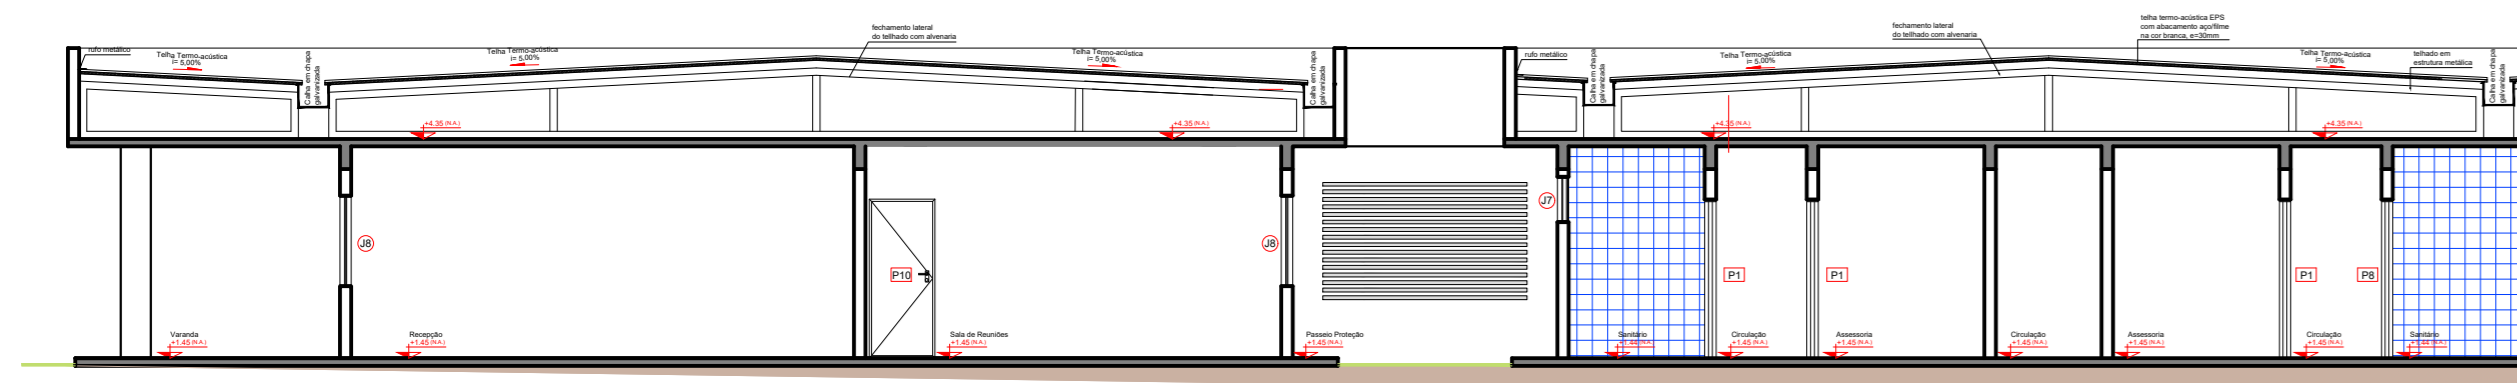 fechamento lateral
do tellhado com alvenaria
rufo metálico
Telha Termo-acústica
i= 5,00%
Calha em chapa
galvanizada
Telha Termo-acústica
i= 5,00%
Telha Termo-acústica
i= 5,00%
Calha em chapa
galvanizada
rufo metálico
Calha em chapa
galvanizada
Telha Termo-acústica
i= 5,00%
fechamento lateral
do tellhado com alvenaria
telha termo-acústica EPS
com abacamento aço/filme
na cor branca, e=30mm
Telha Termo-acústica
i= 5,00%
telhado em
estrutura metálica
Calha em chapa
galvanizada
+4.35 (N.A.)
+4.35 (N.A.)
+4.35 (N.A.)
+4.35 (N.A.)
J8
P10
J8
J7
P1
P1
P1
P8
Varanda
+1.45 (N.A.)
Recepção
+1.45 (N.A.)
Sala de Reuniões
+1.45 (N.A.)
Passeio Proteção
+1.45 (N.A.)
Sanitário
+1.44 (N.A.)
Circulação
+1.45 (N.A.)
Assessoria
+1.45 (N.A.)
Circulação
+1.45 (N.A.)
Assessoria
+1.45 (N.A.)
Circulação
+1.45 (N.A.)
Sanitário
+1.44 (N.A.)